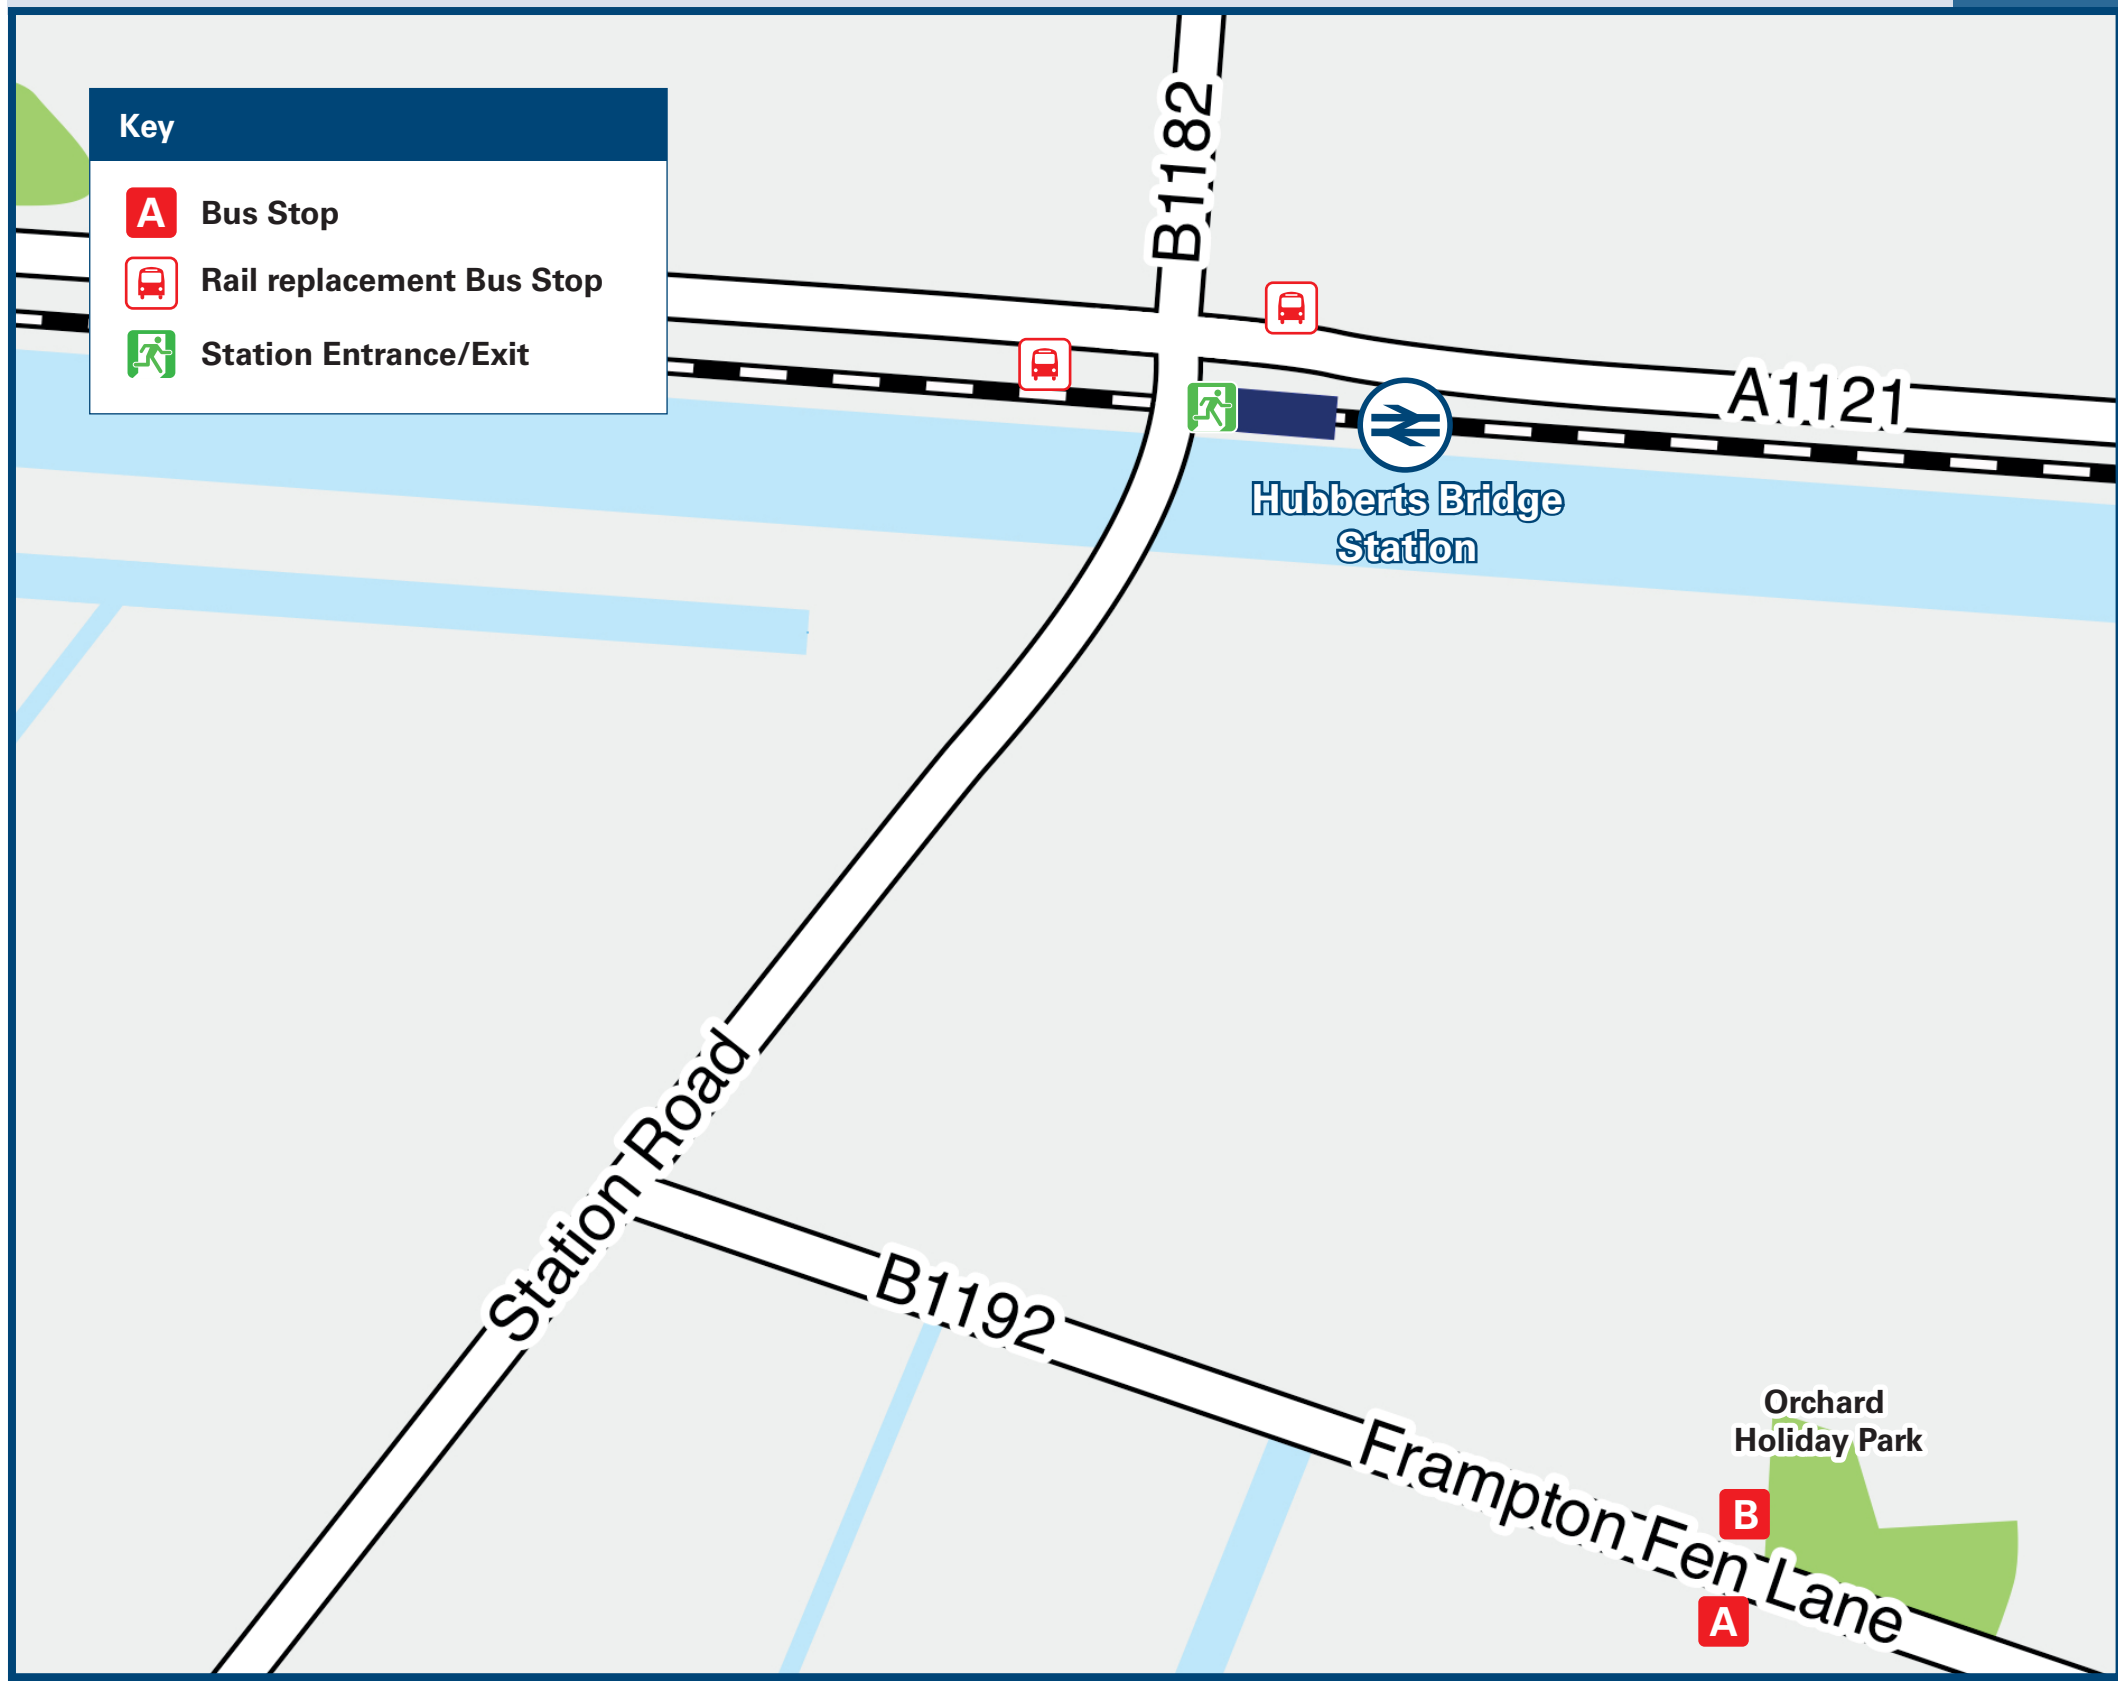 Key
A Bus Stop
Rail replacement Bus Stop
Station Entrance/Exit
B1182
A1121
Hubberts Bridge
Station
Station Road
B1192
Frampton Fen Lane
Orchard
Holiday Park
B
A